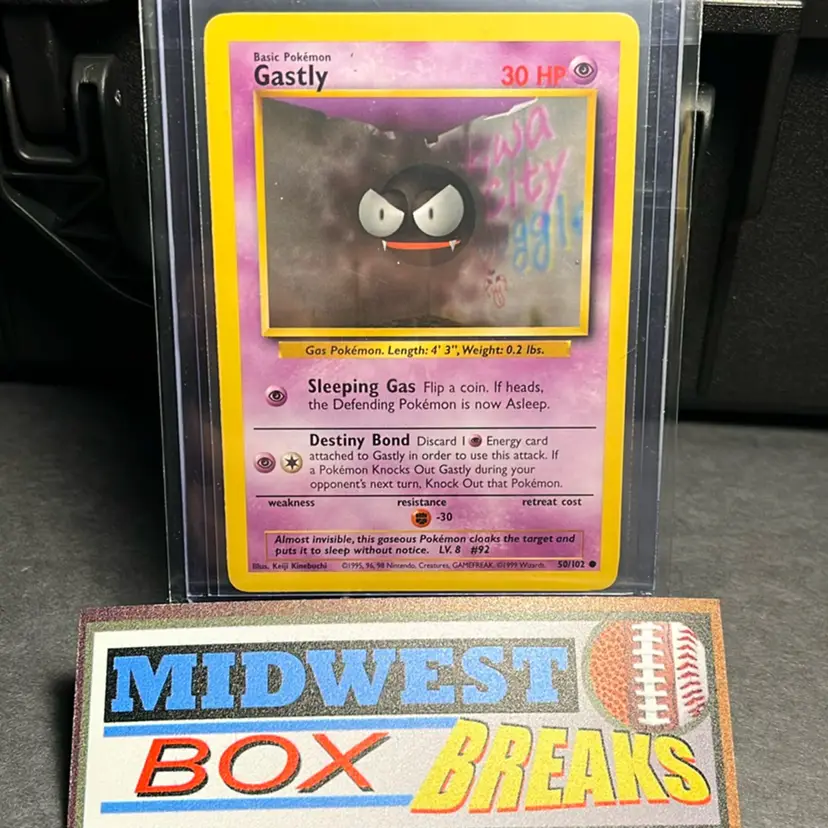 Basic Pokémon
Gastly
30 HP
City
Gas Pokémon. Length: 4' 3", Weight: 0.2 lbs.
Sleeping Gas Flip a coin. If heads,
the Defending Pokémon is now Asleep.
Destiny Bond Discard 1 Energy card
attached to Gastly in order to use this attack. If
a Pokémon Knocks Out Gastly during your
opponent's next turn, Knock Out that Pokémon.
weakness resistance retreat cost
-30
Almost invisible, this gaseous Pokémon cloaks the target and
puts it to sleep without notice. LV. 8 #92
Illus. Keiji Kinebuchi ©1995, 96, 98 Nintendo, Creatures, GAMEFREAK. ©1999 Wizards. 50/102
MIDWEST
BOX BREAKS